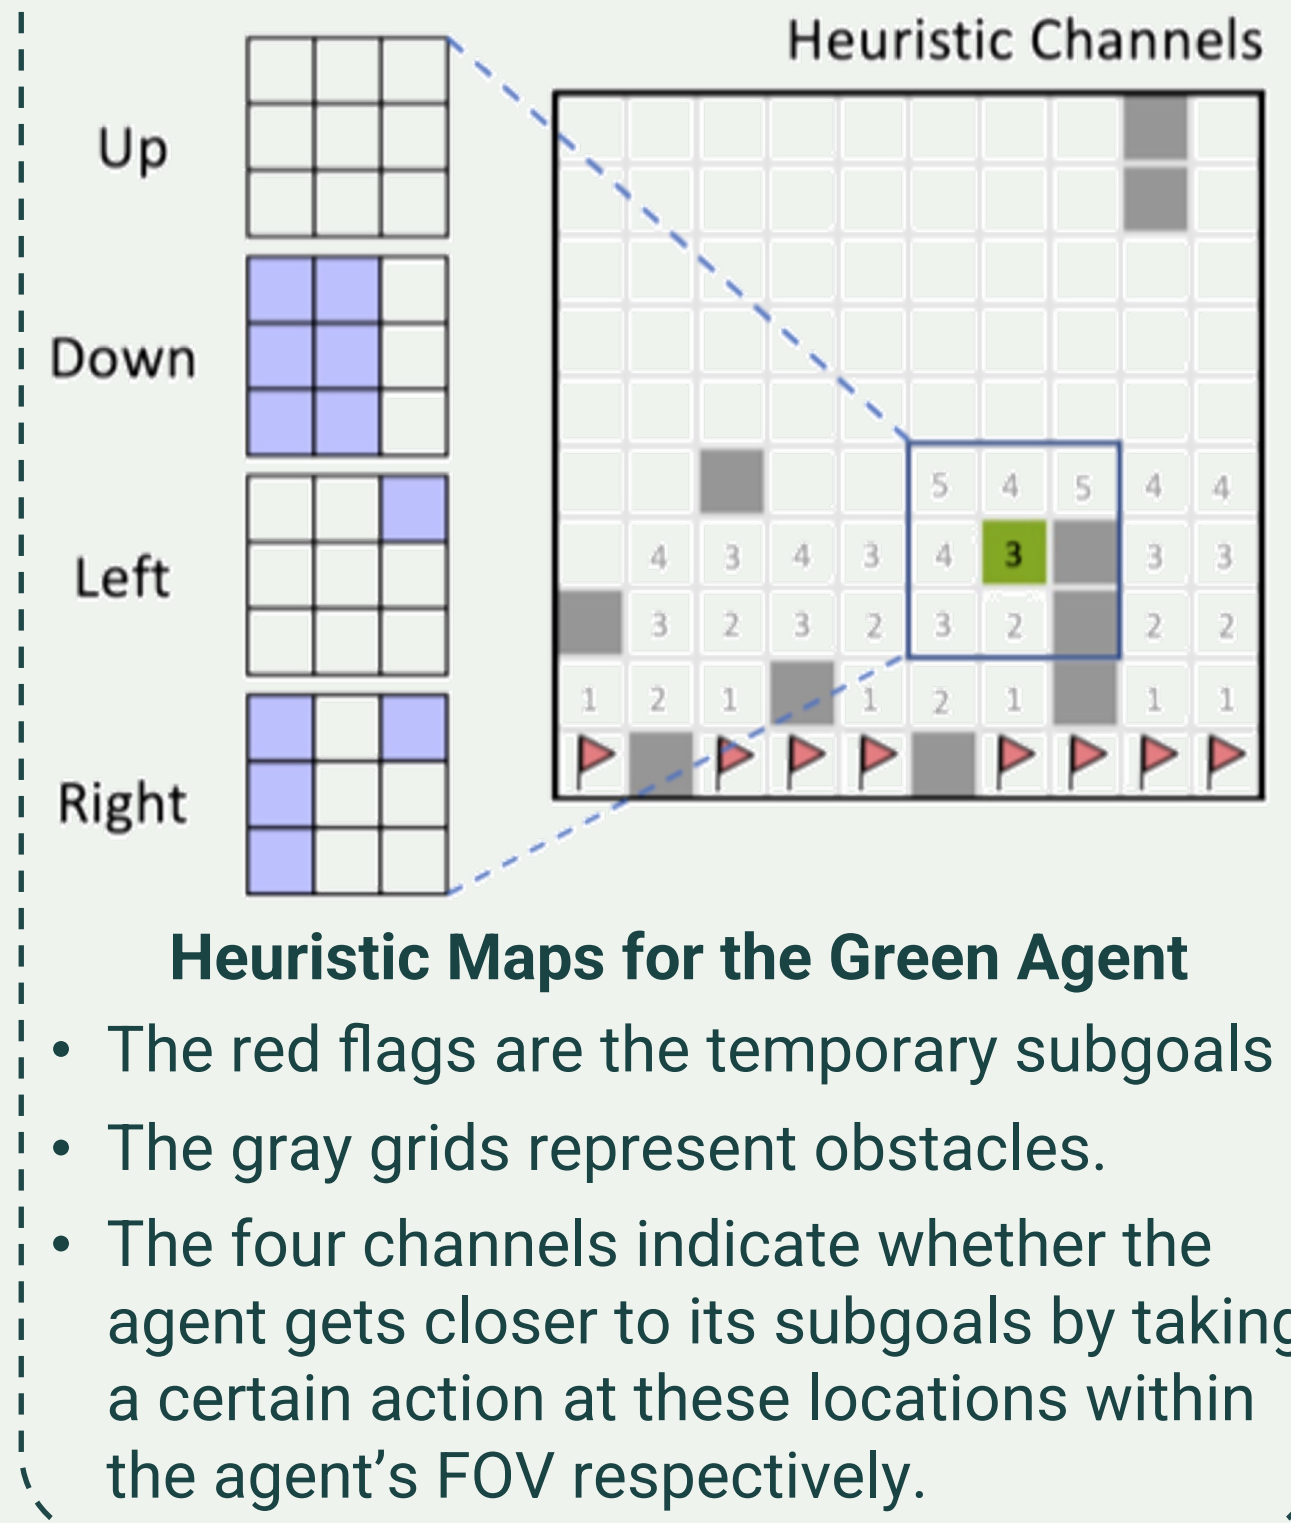 Heuristic Channels
Up
Down
Left
Right
5 4 5 4 4
4 3 4 3 4 3 3 3
3 2 3 2 3 2 2 2
1 2 1 1 2 1 1 1
Heuristic Maps for the Green Agent
• The red flags are the temporary subgoals
• The gray grids represent obstacles.
• The four channels indicate whether the
agent gets closer to its subgoals by taking
a certain action at these locations within
the agent’s FOV respectively.